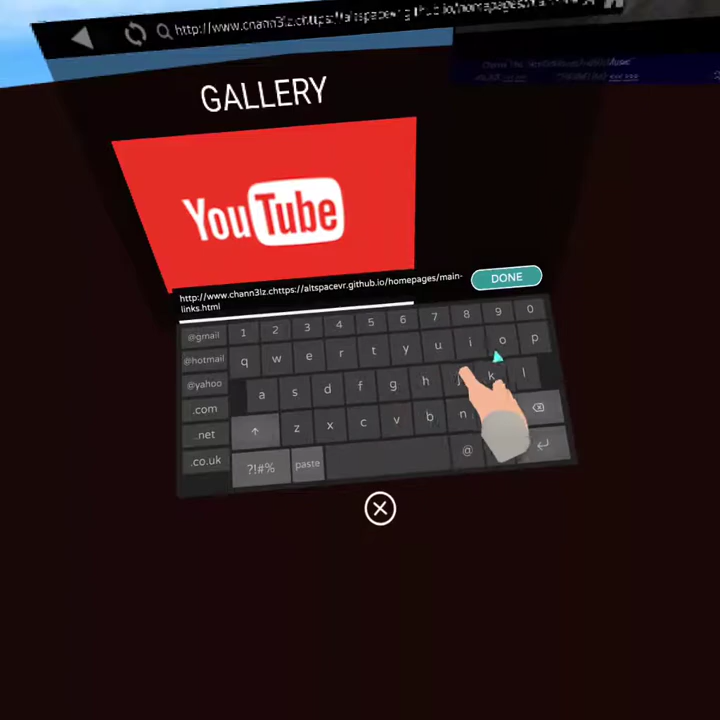 http://www.chann3lz.chttps://altspacevr.github.io/homepages/main-
GALLERY
YouTube
http://www.chann3lz.chttps://altspacevr.github.io/homepages/main-
links.html
DONE
@gmail 1 2 3 4 5 6 7 8 9 0
@hotmail q w e r t y u i o p
@yahoo a s d f g h j k l
.com z x c v b n
.net
.co.uk ?!#% paste @